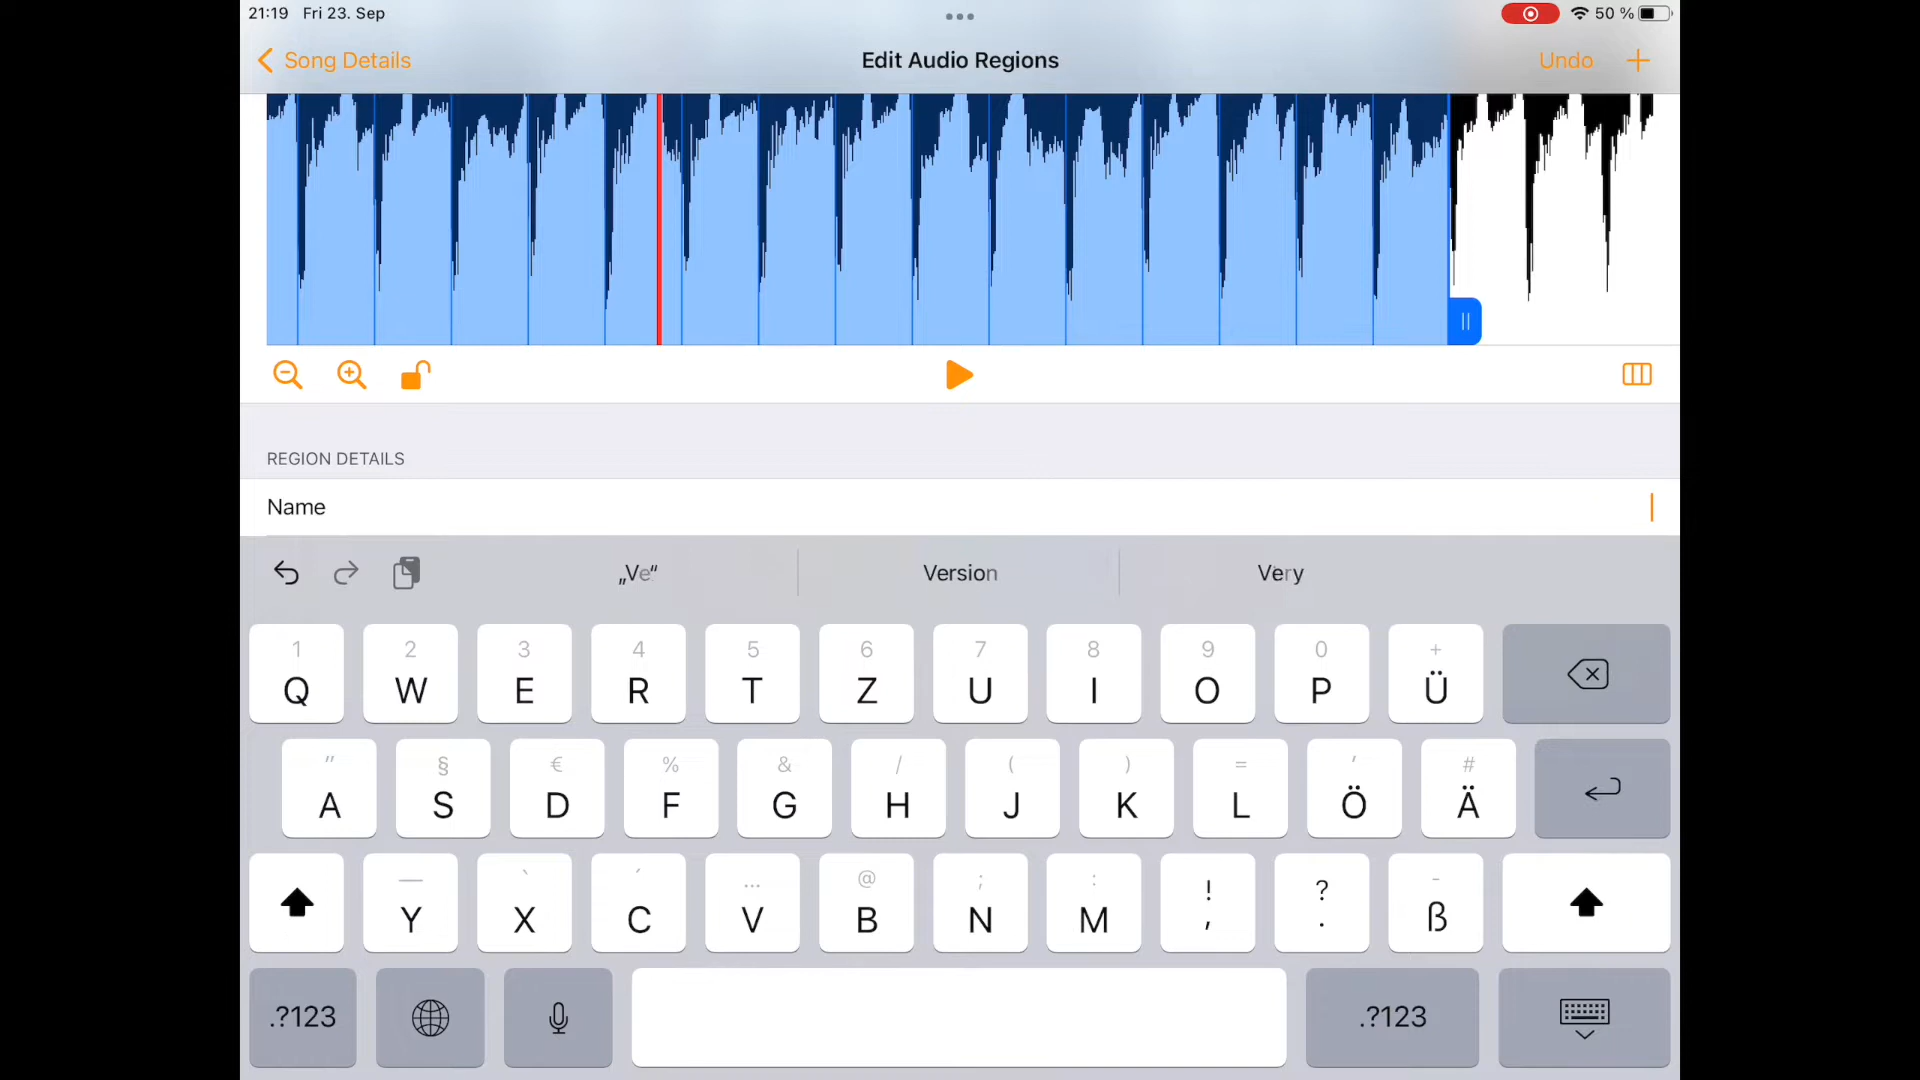 21:19 Fri 23. Sep
50 %
Song Details
Edit Audio Regions
Undo
REGION DETAILS
Name
„Ve“
Version
Very
1 2 3 4 5 6 7 8 9 0 +
Q W E R T Z U I O P Ü
" § € % & / ( ) = ' #
A S D F G H J K L Ö Ä
— ` ´ ... @ ; : ! ? -
Y X C V B N M , . ß
.?123
.?123